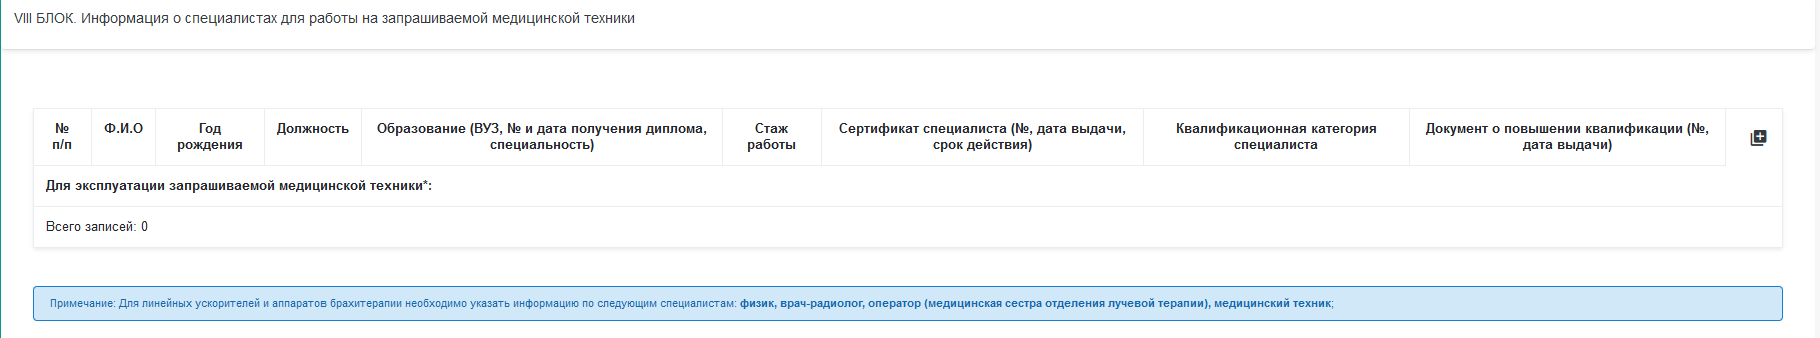 VIII БЛОК. Информация о специалистах для работы на запрашиваемой медицинской техники
№ п/п
Ф.И.О
Год рождения
Должность
Образование (ВУЗ, № и дата получения диплома, специальность)
Стаж работы
Сертификат специалиста (№, дата выдачи, срок действия)
Квалификационная категория специалиста
Документ о повышении квалификации (№, дата выдачи)
Для эксплуатации запрашиваемой медицинской техники*:
Всего записей: 0
Примечание: Для линейных ускорителей и аппаратов брахитерапии необходимо указать информацию по следующим специалистам: физик, врач-радиолог, оператор (медицинская сестра отделения лучевой терапии), медицинский техник;